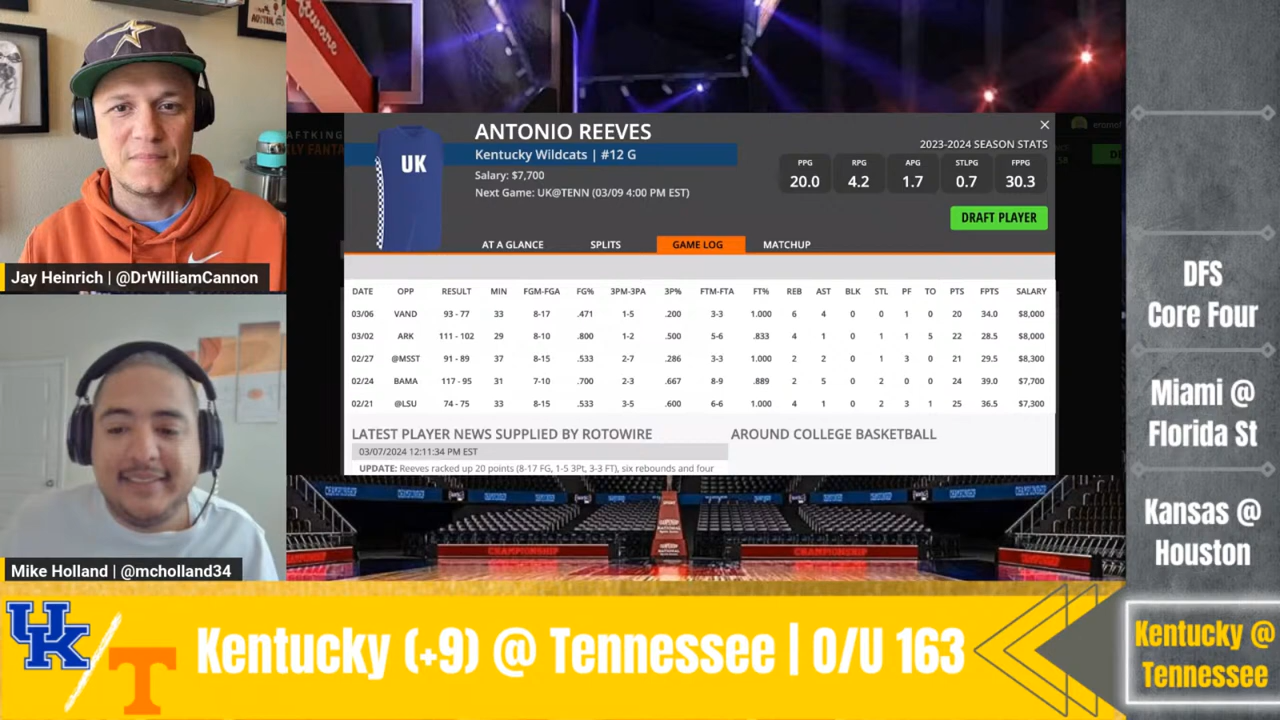 AUSTIN,
Jay Heinrich | @DrWilliamCannon
Mike Holland | @mcholland34
ANTONIO REEVES
Kentucky Wildcats | #12 G
Salary: $7,700
Next Game: UK@TENN (03/09 4:00 PM EST)
UK
2023-2024 SEASON STATS
PPG RPG APG STLPG FPPG
20.0 4.2 1.7 0.7 30.3
DRAFT PLAYER
AT A GLANCE SPLITS GAME LOG MATCHUP
DATE OPP RESULT MIN FGM-FGA FG% 3PM-3PA 3P% FTM-FTA FT% REB AST BLK STL PF TO PTS FPTS SALARY
03/06 VAND 93 - 77 33 8-17 .471 1-5 .200 3-3 1.000 6 4 0 0 1 0 20 34.0 $8,000
03/02 ARK 111 - 102 29 8-10 .800 1-2 .500 5-6 .833 4 1 0 1 1 5 22 28.5 $8,000
02/27 @MSST 91 - 89 37 8-15 .533 2-7 .286 3-3 1.000 2 2 0 1 3 0 21 29.5 $8,300
02/24 BAMA 117 - 95 31 7-10 .700 2-3 .667 8-9 .889 2 5 0 2 0 0 24 39.0 $7,700
02/21 @LSU 74 - 75 33 8-15 .533 3-5 .600 6-6 1.000 4 1 0 2 3 1 25 36.5 $7,300
LATEST PLAYER NEWS SUPPLIED BY ROTOWIRE
03/07/2024 12:11:34 PM EST
UPDATE: Reeves racked up 20 points (8-17 FG, 1-5 3Pt, 3-3 FT), six rebounds and four
AROUND COLLEGE BASKETBALL
CHAMPIONSHIP CHAMPIONSHIP
UK T
Kentucky (+9) @ Tennessee | O/U 163
DFS
Core Four
Miami @
Florida St
Kansas @
Houston
Kentucky @
Tennessee